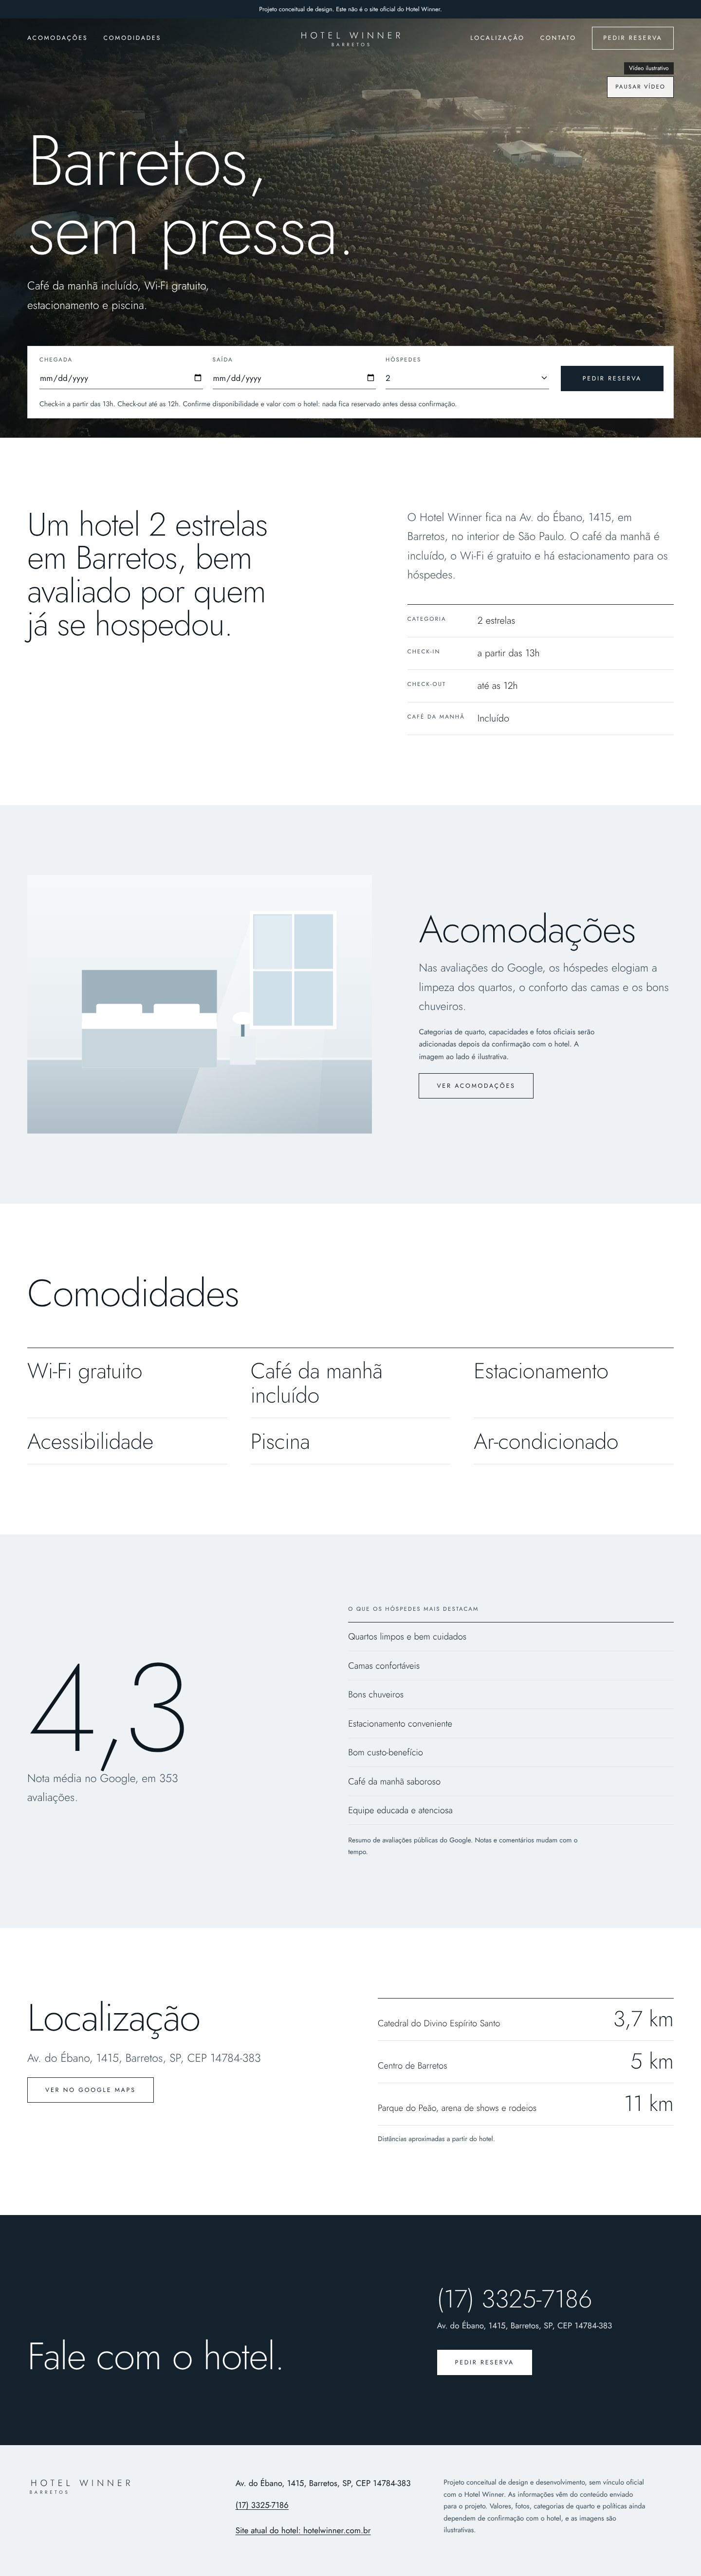 Projeto conceitual de design. Este não é o site oficial do Hotel Winner.
ACOMODAÇÕES COMODIDADES HOTEL WINNER LOCALIZAÇÃO CONTATO PEDIR RESERVA
BARRETOS
Vídeo ilustrativo
PAUSAR VÍDEO
Barretos,
sem pressa.
Café da manhã incluído, Wi-Fi gratuito,
estacionamento e piscina.
CHEGADA SAÍDA HÓSPEDES
mm/dd/yyyy mm/dd/yyyy 2 PEDIR RESERVA
Check-in a partir das 13h. Check-out até as 12h. Confirme disponibilidade e valor com o hotel: nada fica reservado antes dessa confirmação.
Um hotel 2 estrelas
em Barretos, bem
avaliado por quem
já se hospedou.
O Hotel Winner fica na Av. do Ébano, 1415, em
Barretos, no interior de São Paulo. O café da manhã é
incluído, o Wi-Fi é gratuito e há estacionamento para os
hóspedes.
CATEGORIA 2 estrelas
CHECK-IN a partir das 13h
CHECK-OUT até as 12h
CAFÉ DA MANHÃ Incluído
Acomodações
Nas avaliações do Google, os hóspedes elogiam a
limpeza dos quartos, o conforto das camas e os bons
chuveiros.
Categorias de quarto, capacidades e fotos oficiais serão
adicionadas depois da confirmação com o hotel. A
imagem ao lado é ilustrativa.
VER ACOMODAÇÕES
Comodidades
Wi-Fi gratuito
Café da manhã
incluído
Estacionamento
Acessibilidade
Piscina
Ar-condicionado
4,3
Nota média no Google, em 353
avaliações.
O QUE OS HÓSPEDES MAIS DESTACAM
Quartos limpos e bem cuidados
Camas confortáveis
Bons chuveiros
Estacionamento conveniente
Bom custo-benefício
Café da manhã saboroso
Equipe educada e atenciosa
Resumo de avaliações públicas do Google. Notas e comentários mudam com o
tempo.
Localização
Av. do Ébano, 1415, Barretos, SP, CEP 14784-383
VER NO GOOGLE MAPS
Catedral do Divino Espírito Santo 3,7 km
Centro de Barretos 5 km
Parque do Peão, arena de shows e rodeios 11 km
Distâncias aproximadas a partir do hotel.
Fale com o hotel.
(17) 3325-7186
Av. do Ébano, 1415, Barretos, SP, CEP 14784-383
PEDIR RESERVA
HOTEL WINNER
BARRETOS
Av. do Ébano, 1415, Barretos, SP, CEP 14784-383
(17) 3325-7186
Site atual do hotel: hotelwinner.com.br
Projeto conceitual de design e desenvolvimento, sem vínculo oficial
com o Hotel Winner. As informações vêm do conteúdo enviado
para o projeto. Valores, fotos, categorias de quarto e políticas ainda
dependem de confirmação com o hotel, e as imagens são
ilustrativas.